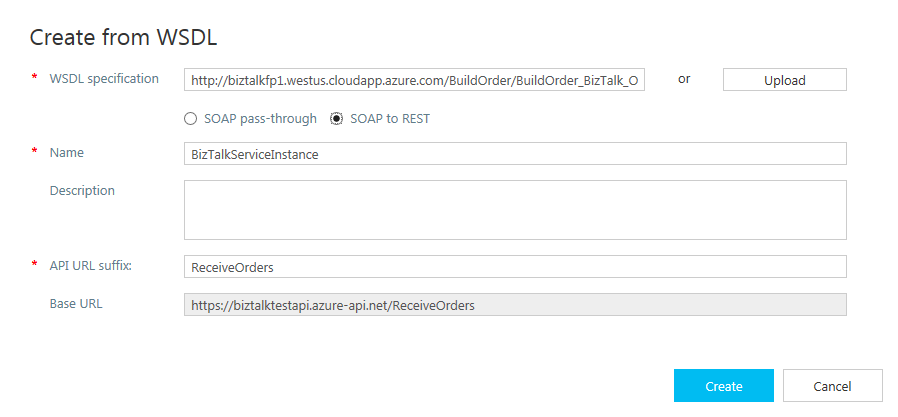 Create from WSDL
* WSDL specification http://biztalkfp1.westus.cloudapp.azure.com/BuildOrder/BuildOrder_BizTalk_O or Upload
SOAP pass-through SOAP to REST
* Name BizTalkServiceInstance
Description
* API URL suffix: ReceiveOrders
Base URL https://biztalktestapi.azure-api.net/ReceiveOrders
Create Cancel